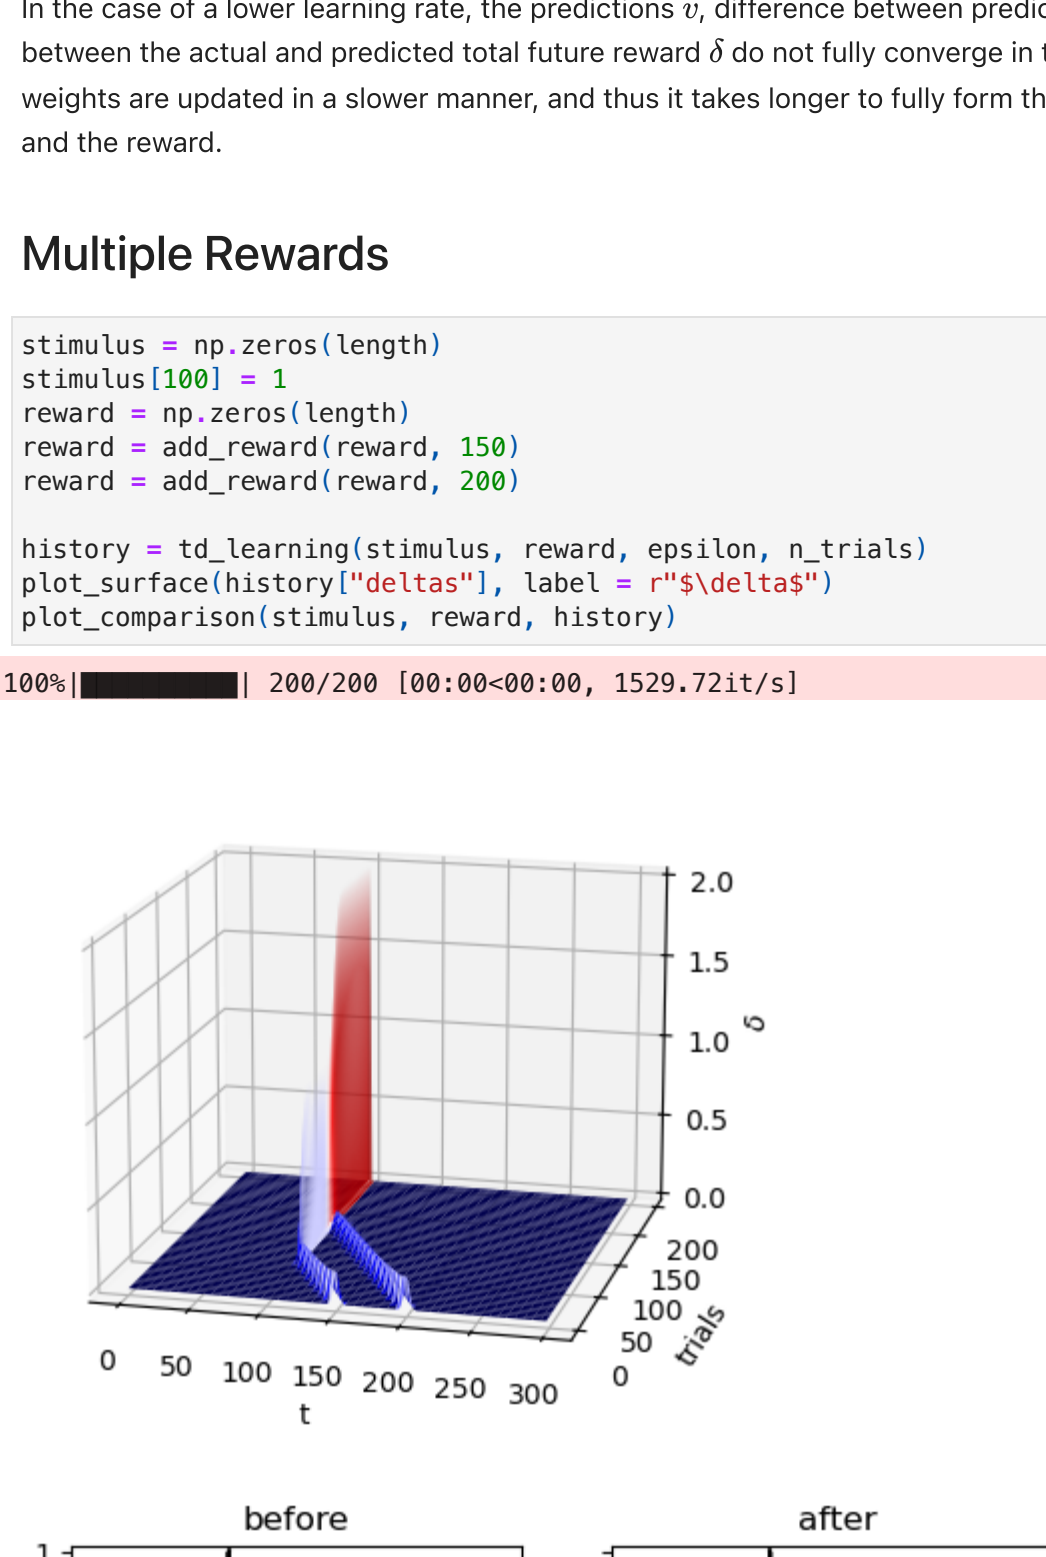 In the case of a lower learning rate, the predictions v, difference between
between the actual and predicted total future reward δ do not fully converge in
weights are updated in a slower manner, and thus it takes longer to fully form
and the reward.
Multiple Rewards
stimulus = np.zeros(length)
stimulus[100] = 1
reward = np.zeros(length)
reward = add_reward(reward, 150)
reward = add_reward(reward, 200)
history = td_learning(stimulus, reward, epsilon, n_trials)
plot_surface(history["deltas"], label = r"$\delta$")
plot_comparison(stimulus, reward, history)
100%|██████████| 200/200 [00:00<00:00, 1529.72it/s]
2.0
1.5
1.0
δ
0.5
0.0
200
150
100
50
0
trials
0 50 100 150 200 250 300
t
before after
1